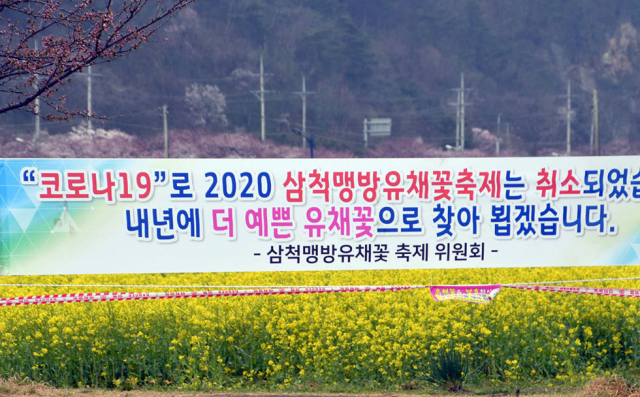 “코로나19”로 2020 삼척맹방유채꽃축제는 취소되었습
내년에 더 예쁜 유채꽃으로 찾아 뵙겠습니다.
- 삼척맹방유채꽃 축제 위원회 -